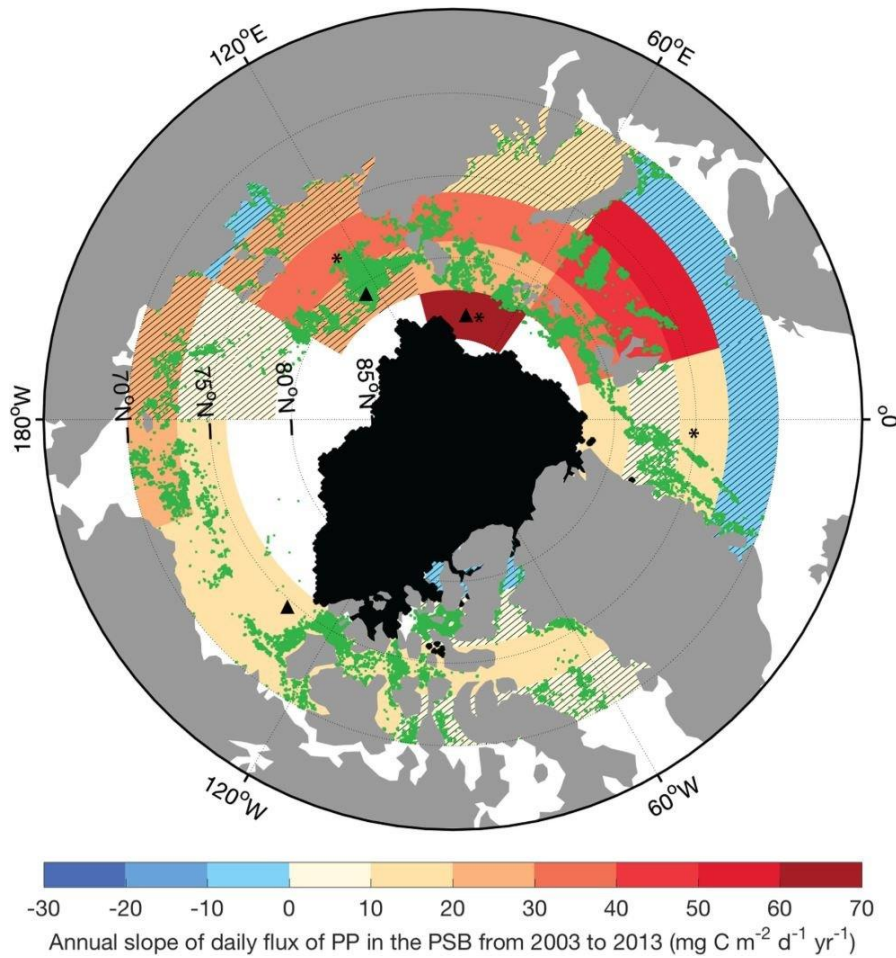 120°E
60°E
180°W
70°N
75°N
80°N
85°N
0°
*
*
*
120°W
60°W
-30 -20 -10 0 10 20 30 40 50 60 70
Annual slope of daily flux of PP in the PSB from 2003 to 2013 (mg C m⁻² d⁻¹ yr⁻¹)